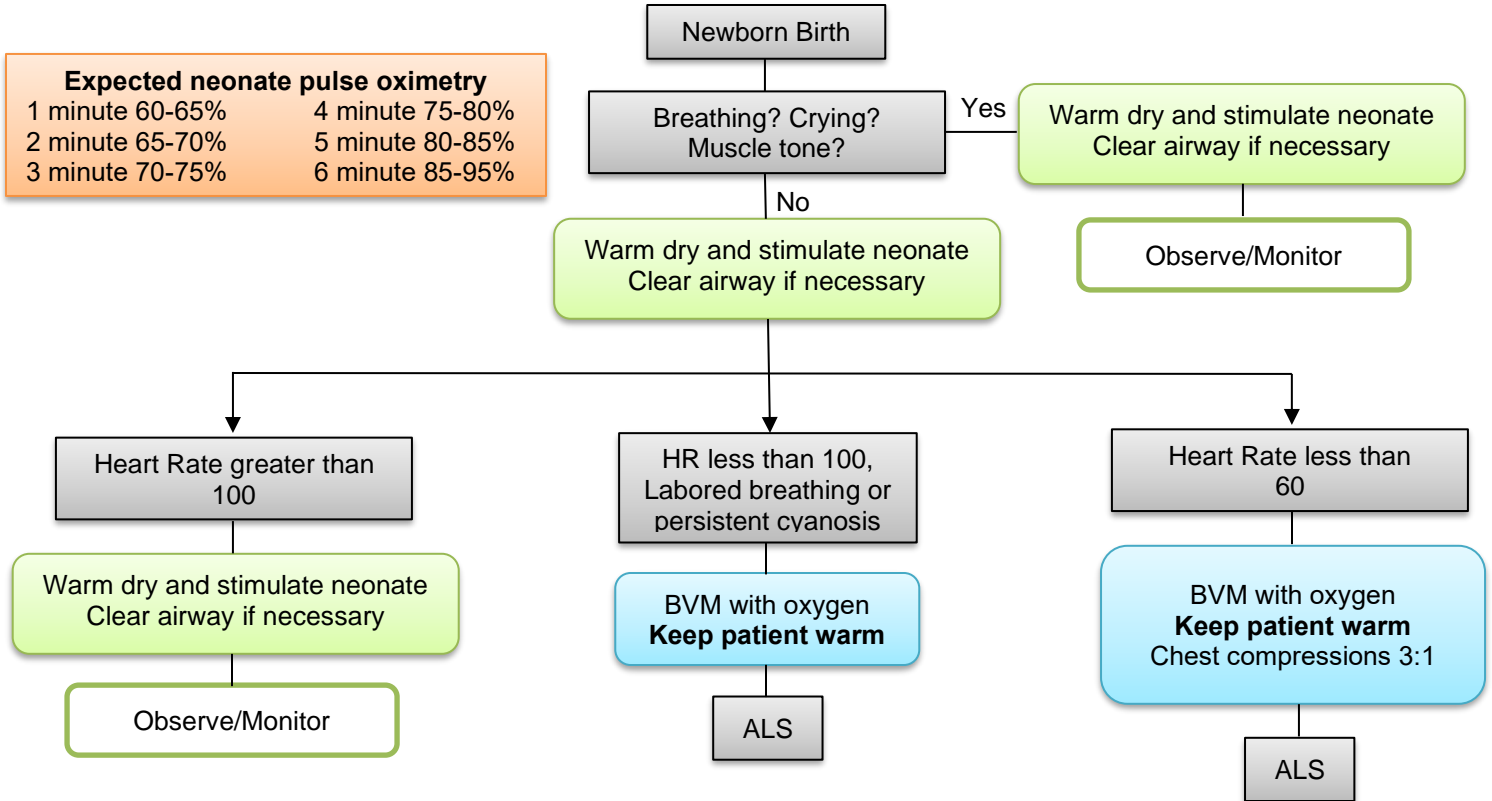 Newborn Birth
Expected neonate pulse oximetry
1 minute 60-65% 4 minute 75-80%
2 minute 65-70% 5 minute 80-85%
3 minute 70-75% 6 minute 85-95%
Breathing? Crying?
Muscle tone?
Yes
Warm dry and stimulate neonate
Clear airway if necessary
Observe/Monitor
No
Warm dry and stimulate neonate
Clear airway if necessary
Heart Rate greater than
100
Warm dry and stimulate neonate
Clear airway if necessary
Observe/Monitor
HR less than 100,
Labored breathing or
persistent cyanosis
BVM with oxygen
Keep patient warm
ALS
Heart Rate less than
60
BVM with oxygen
Keep patient warm
Chest compressions 3:1
ALS